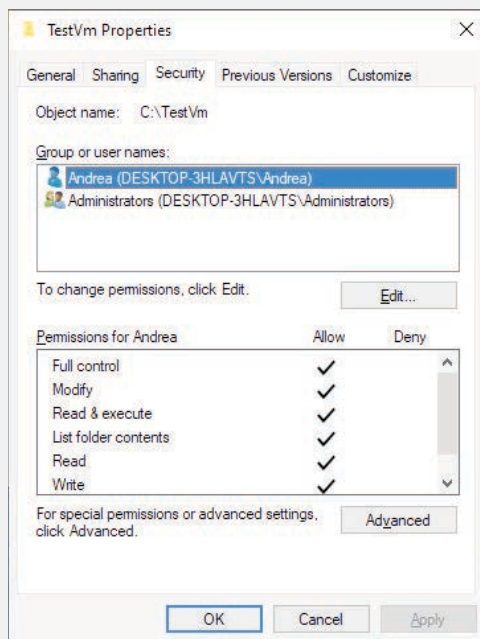 TestVm Properties
General Sharing Security Previous Versions Customize
Object name: C:\TestVm
Group or user names:
Andrea (DESKTOP-3HLAVTS\Andrea)
Administrators (DESKTOP-3HLAVTS\Administrators)
To change permissions, click Edit.
Edit...
Permissions for Andrea Allow Deny
Full control
Modify
Read & execute
List folder contents
Read
Write
For special permissions or advanced settings,
click Advanced.
Advanced
OK Cancel Apply